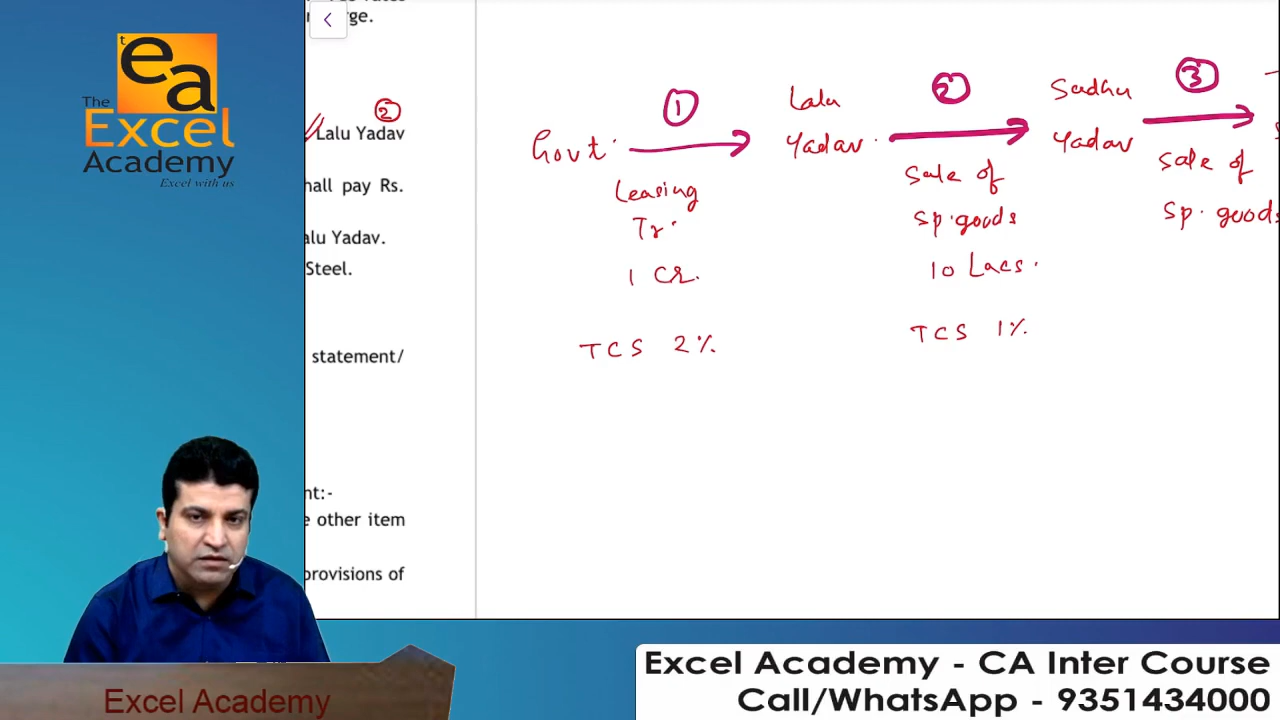 rge.
t
ea
The
Excel
Academy
Excel with us
②
Lalu Yadav
hall pay Rs.
alu Yadav.
Steel.
statement/
nt:-
e other item
provisions of
①
Govt.
Leasing
Tr.
1 Cr.
TCS 2%
Lalu
Yadav.
②
Sale of
Sp. goods
10 Lacs.
TCS 1%
Sadhu
Yadav
③
Sale of
Sp. goods
Excel Academy
Excel Academy - CA Inter Course
Call/WhatsApp - 9351434000